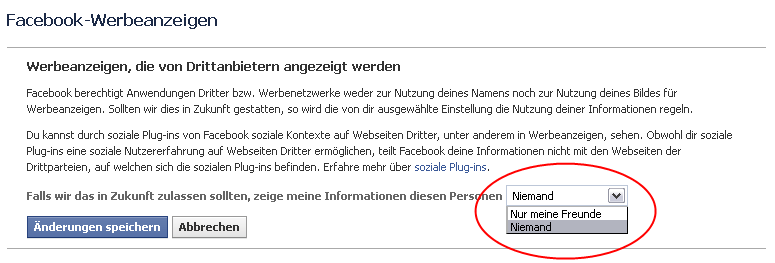 Facebook-Werbeanzeigen
Werbeanzeigen, die von Drittanbietern angezeigt werden
Facebook berechtigt Anwendungen Dritter bzw. Werbenetzwerke weder zur Nutzung deines Namens noch zur Nutzung deines Bildes für
Werbeanzeigen. Sollten wir dies in Zukunft gestatten, so wird die von dir ausgewählte Einstellung die Nutzung deiner Informationen regeln.
Du kannst durch soziale Plug-ins von Facebook soziale Kontexte auf Webseiten Dritter, unter anderem in Werbeanzeigen, sehen. Obwohl dir soziale
Plug-ins eine soziale Nutzererfahrung auf Webseiten Dritter ermöglichen, teilt Facebook deine Informationen nicht mit den Webseiten der
Drittparteien, auf welchen sich die sozialen Plug-ins befinden. Erfahre mehr über soziale Plug-ins.
Falls wir das in Zukunft zulassen sollten, zeige meine Informationen diesen Personen Niemand
Nur meine Freunde
Niemand
Änderungen speichern Abbrechen